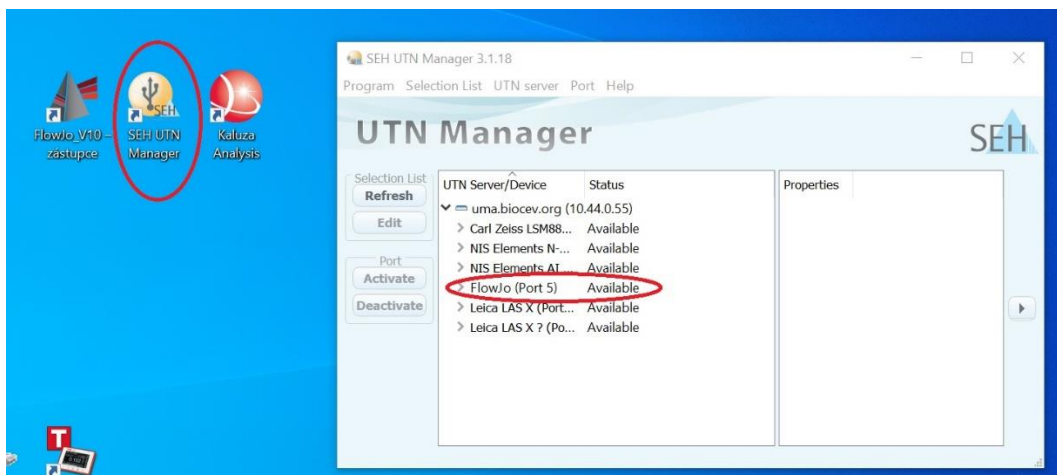 FlowJo_V10 –
zástupce
SEH
SEH UTN
Manager
Kaluza
Analysis
T
SEH UTN Manager 3.1.18
Program Selection List UTN server Port Help
UTN Manager
SEH
Selection List
Refresh
Edit
Port
Activate
Deactivate
UTN Server/Device Status
uma.biocev.org (10.44.0.55)
Carl Zeiss LSM88... Available
NIS Elements N-... Available
NIS Elements AI ... Available
FlowJo (Port 5) Available
Leica LAS X (Port... Available
Leica LAS X ? (Po... Available
Properties